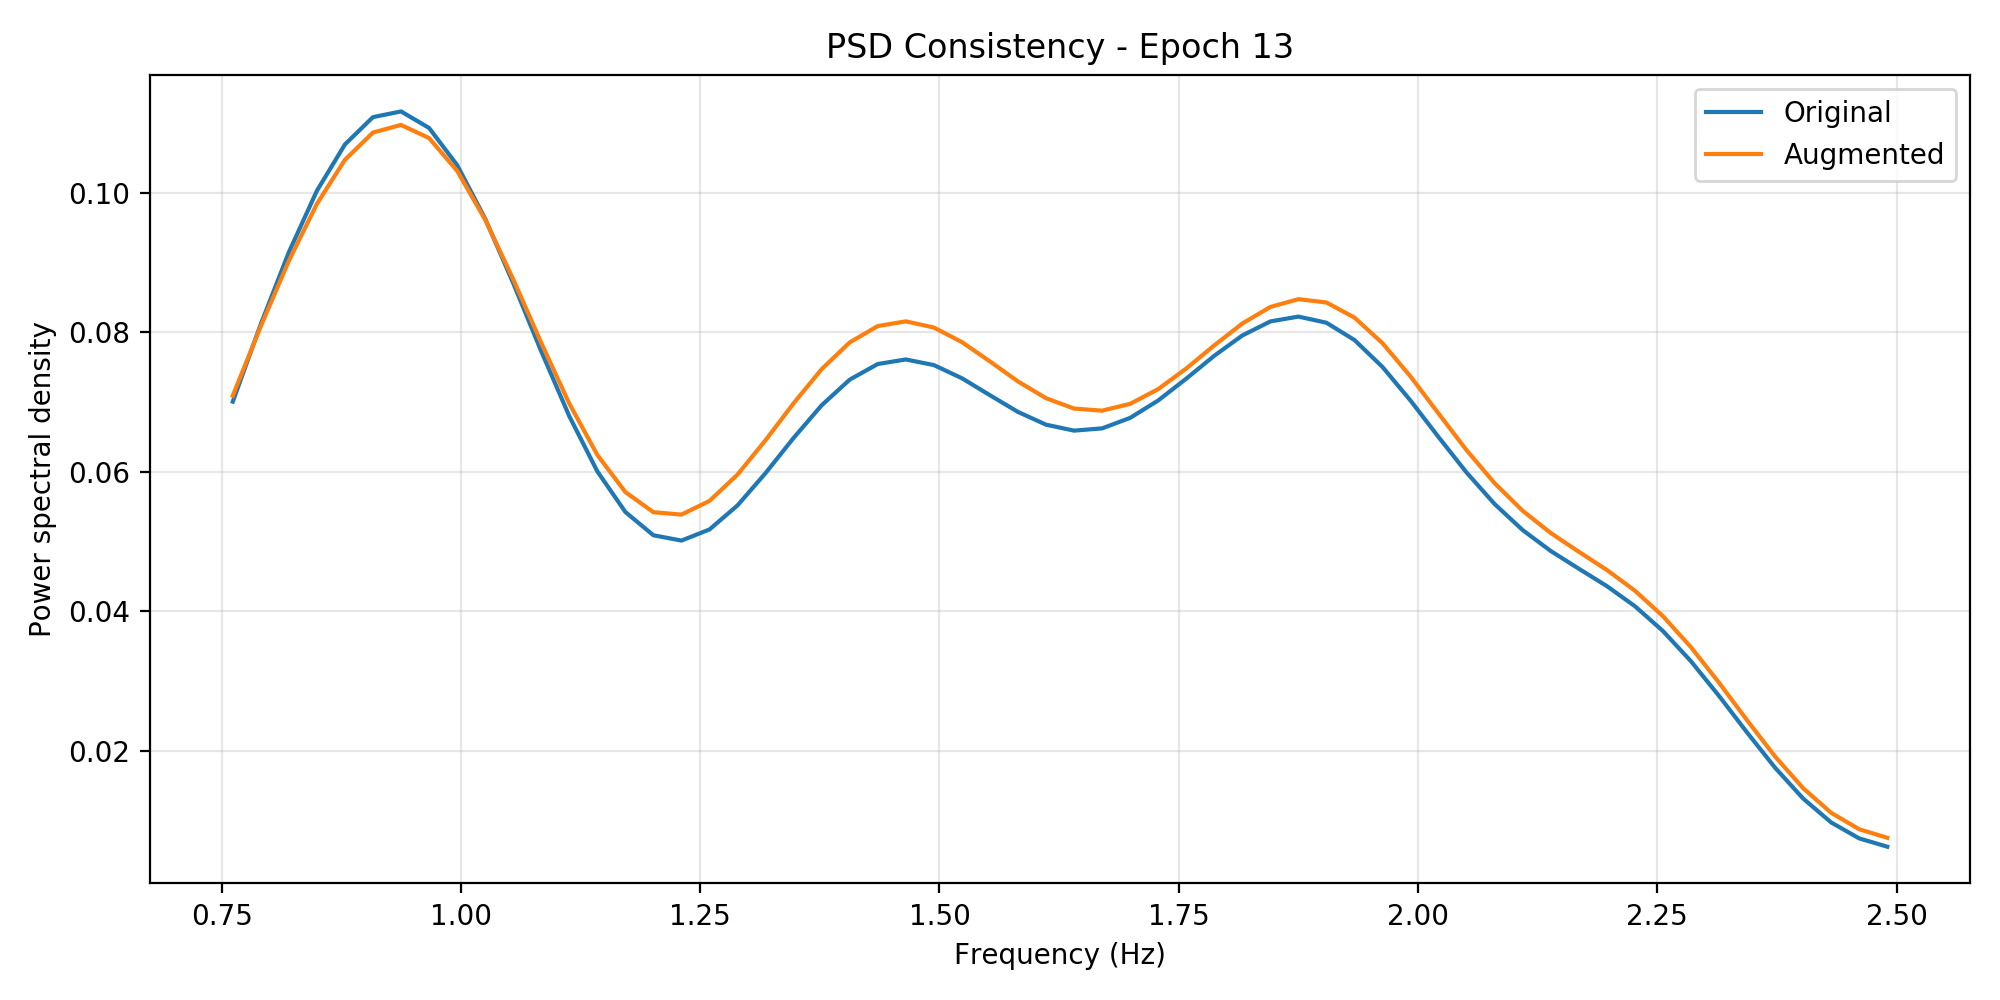 PSD Consistency - Epoch 13
Original
Augmented
Power spectral density
0.10
0.08
0.06
0.04
0.02
0.75 1.00 1.25 1.50 1.75 2.00 2.25 2.50
Frequency (Hz)